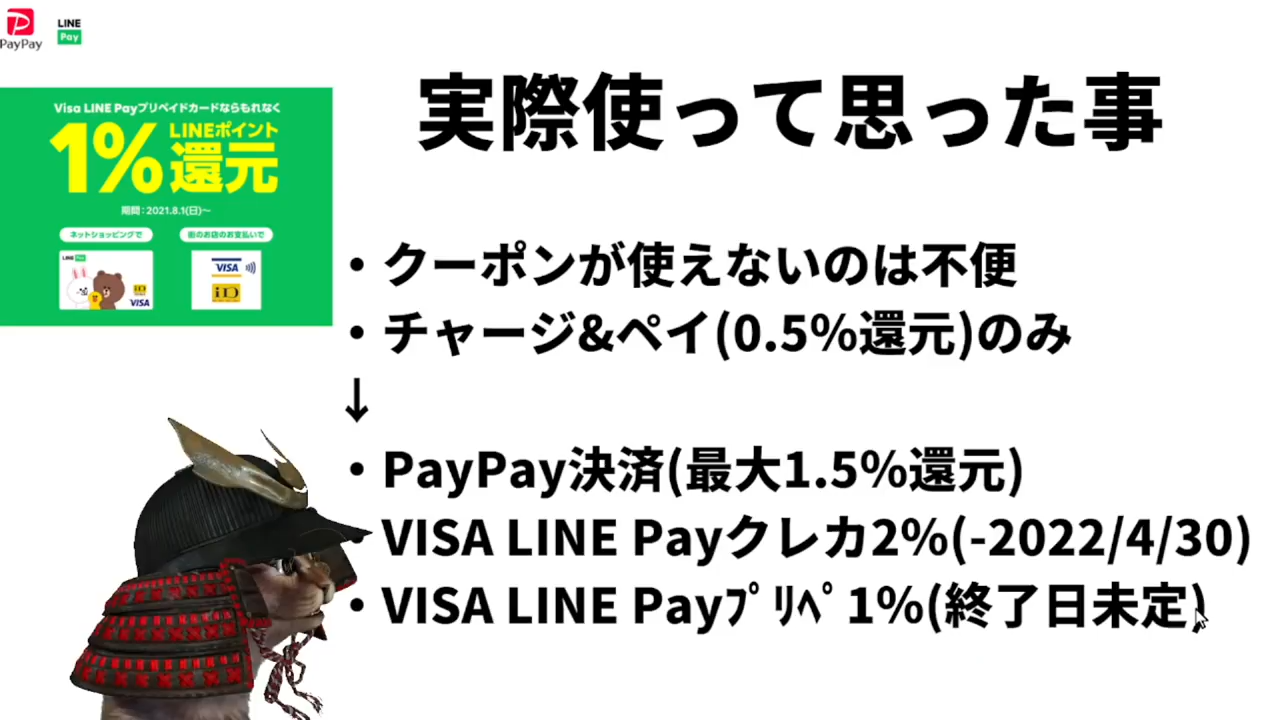 PayPay
LINE
Pay
Visa LINE Payプリペイドカードならもれなく
1%
LINEポイント
還元
期間：2021.8.1(日)～
ネットショッピングで
街のお店のお支払いで
LINE Pay
iD
VISA
VISA
iD
実際使って思った事
・クーポンが使えないのは不便
・チャージ&ペイ(0.5%還元)のみ
↓
・PayPay決済(最大1.5%還元)
VISA LINE Payクレカ2%(-2022/4/30)
・VISA LINE Payﾌﾟﾘﾍﾟ1%(終了日未定)